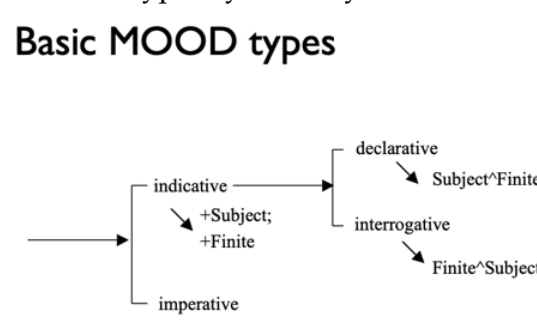 Basic MOOD types
declarative
Subject^Finite
indicative
+Subject;
+Finite
interrogative
Finite^Subject
imperative